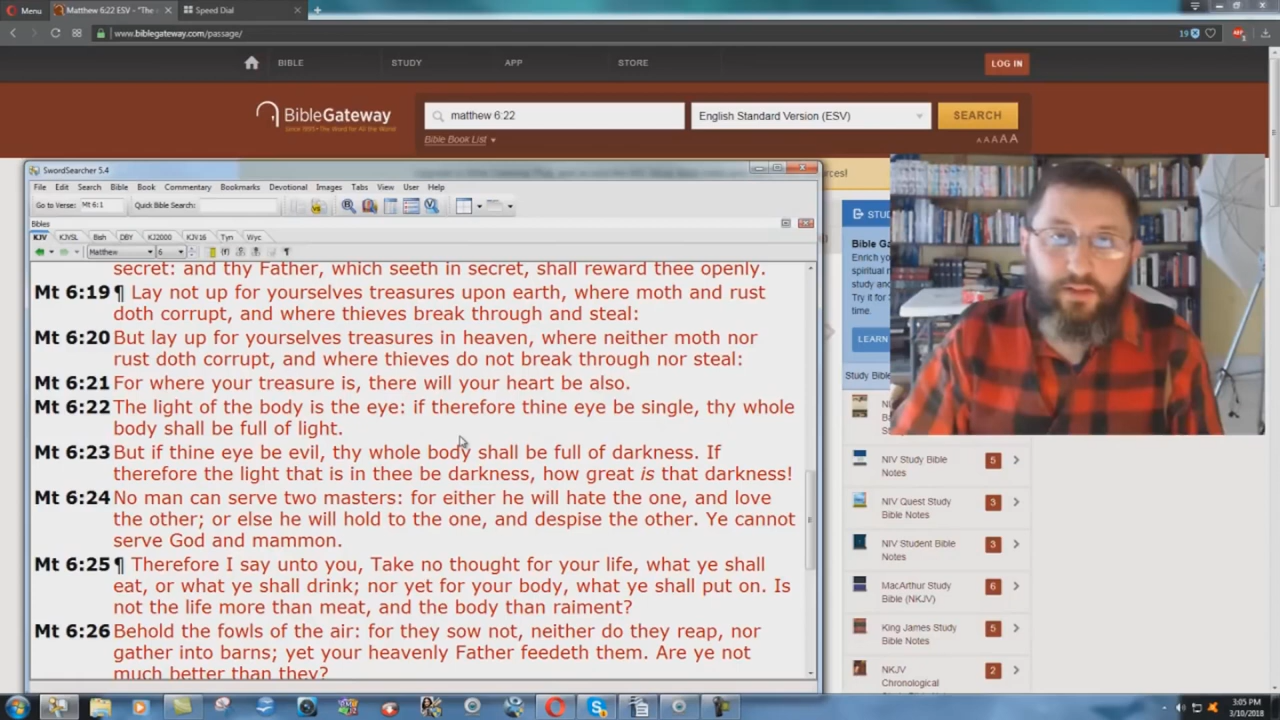 Menu
Matthew 6:22 ESV - "The
Speed Dial
www.biblegateway.com/passage/
19
BIBLE
STUDY
APP
STORE
LOG IN
BibleGateway
matthew 6:22
English Standard Version (ESV)
SEARCH
Bible Book List
A A A A A
SwordSearcher 5.4
File Edit Search Bible Book Commentary Bookmarks Devotional Images Tabs View User Help
Go to Verse: Mt 6:1 Quick Bible Search:
Bibles
KJV KJVSL Bish DBY KJ2000 KJV16 Tyn Wyc
Matthew 6
secret: and thy Father, which seeth in secret, shall reward thee openly.
Mt 6:19 ¶ Lay not up for yourselves treasures upon earth, where moth and rust
doth corrupt, and where thieves break through and steal:
Mt 6:20 But lay up for yourselves treasures in heaven, where neither moth nor
rust doth corrupt, and where thieves do not break through nor steal:
Mt 6:21 For where your treasure is, there will your heart be also.
Mt 6:22 The light of the body is the eye: if therefore thine eye be single, thy whole
body shall be full of light.
Mt 6:23 But if thine eye be evil, thy whole body shall be full of darkness. If
therefore the light that is in thee be darkness, how great is that darkness!
Mt 6:24 No man can serve two masters: for either he will hate the one, and love
the other; or else he will hold to the one, and despise the other. Ye cannot
serve God and mammon.
Mt 6:25 ¶ Therefore I say unto you, Take no thought for your life, what ye shall
eat, or what ye shall drink; nor yet for your body, what ye shall put on. Is
not the life more than meat, and the body than raiment?
Mt 6:26 Behold the fowls of the air: for they sow not, neither do they reap, nor
gather into barns; yet your heavenly Father feedeth them. Are ye not
much better than they?
urces!
STU
Bible Ga
Enrich your
spiritual
more
study and
Try it for
time.
LEARN
Study Bib
NIV Study Bible
Notes
5
NIV Quest Study
Bible Notes
3
NIV Student Bible
Notes
3
MacArthur Study
Bible (NKJV)
6
King James Study
Bible Notes
5
NKJV
Chronological
2
3:05 PM
3/10/2018